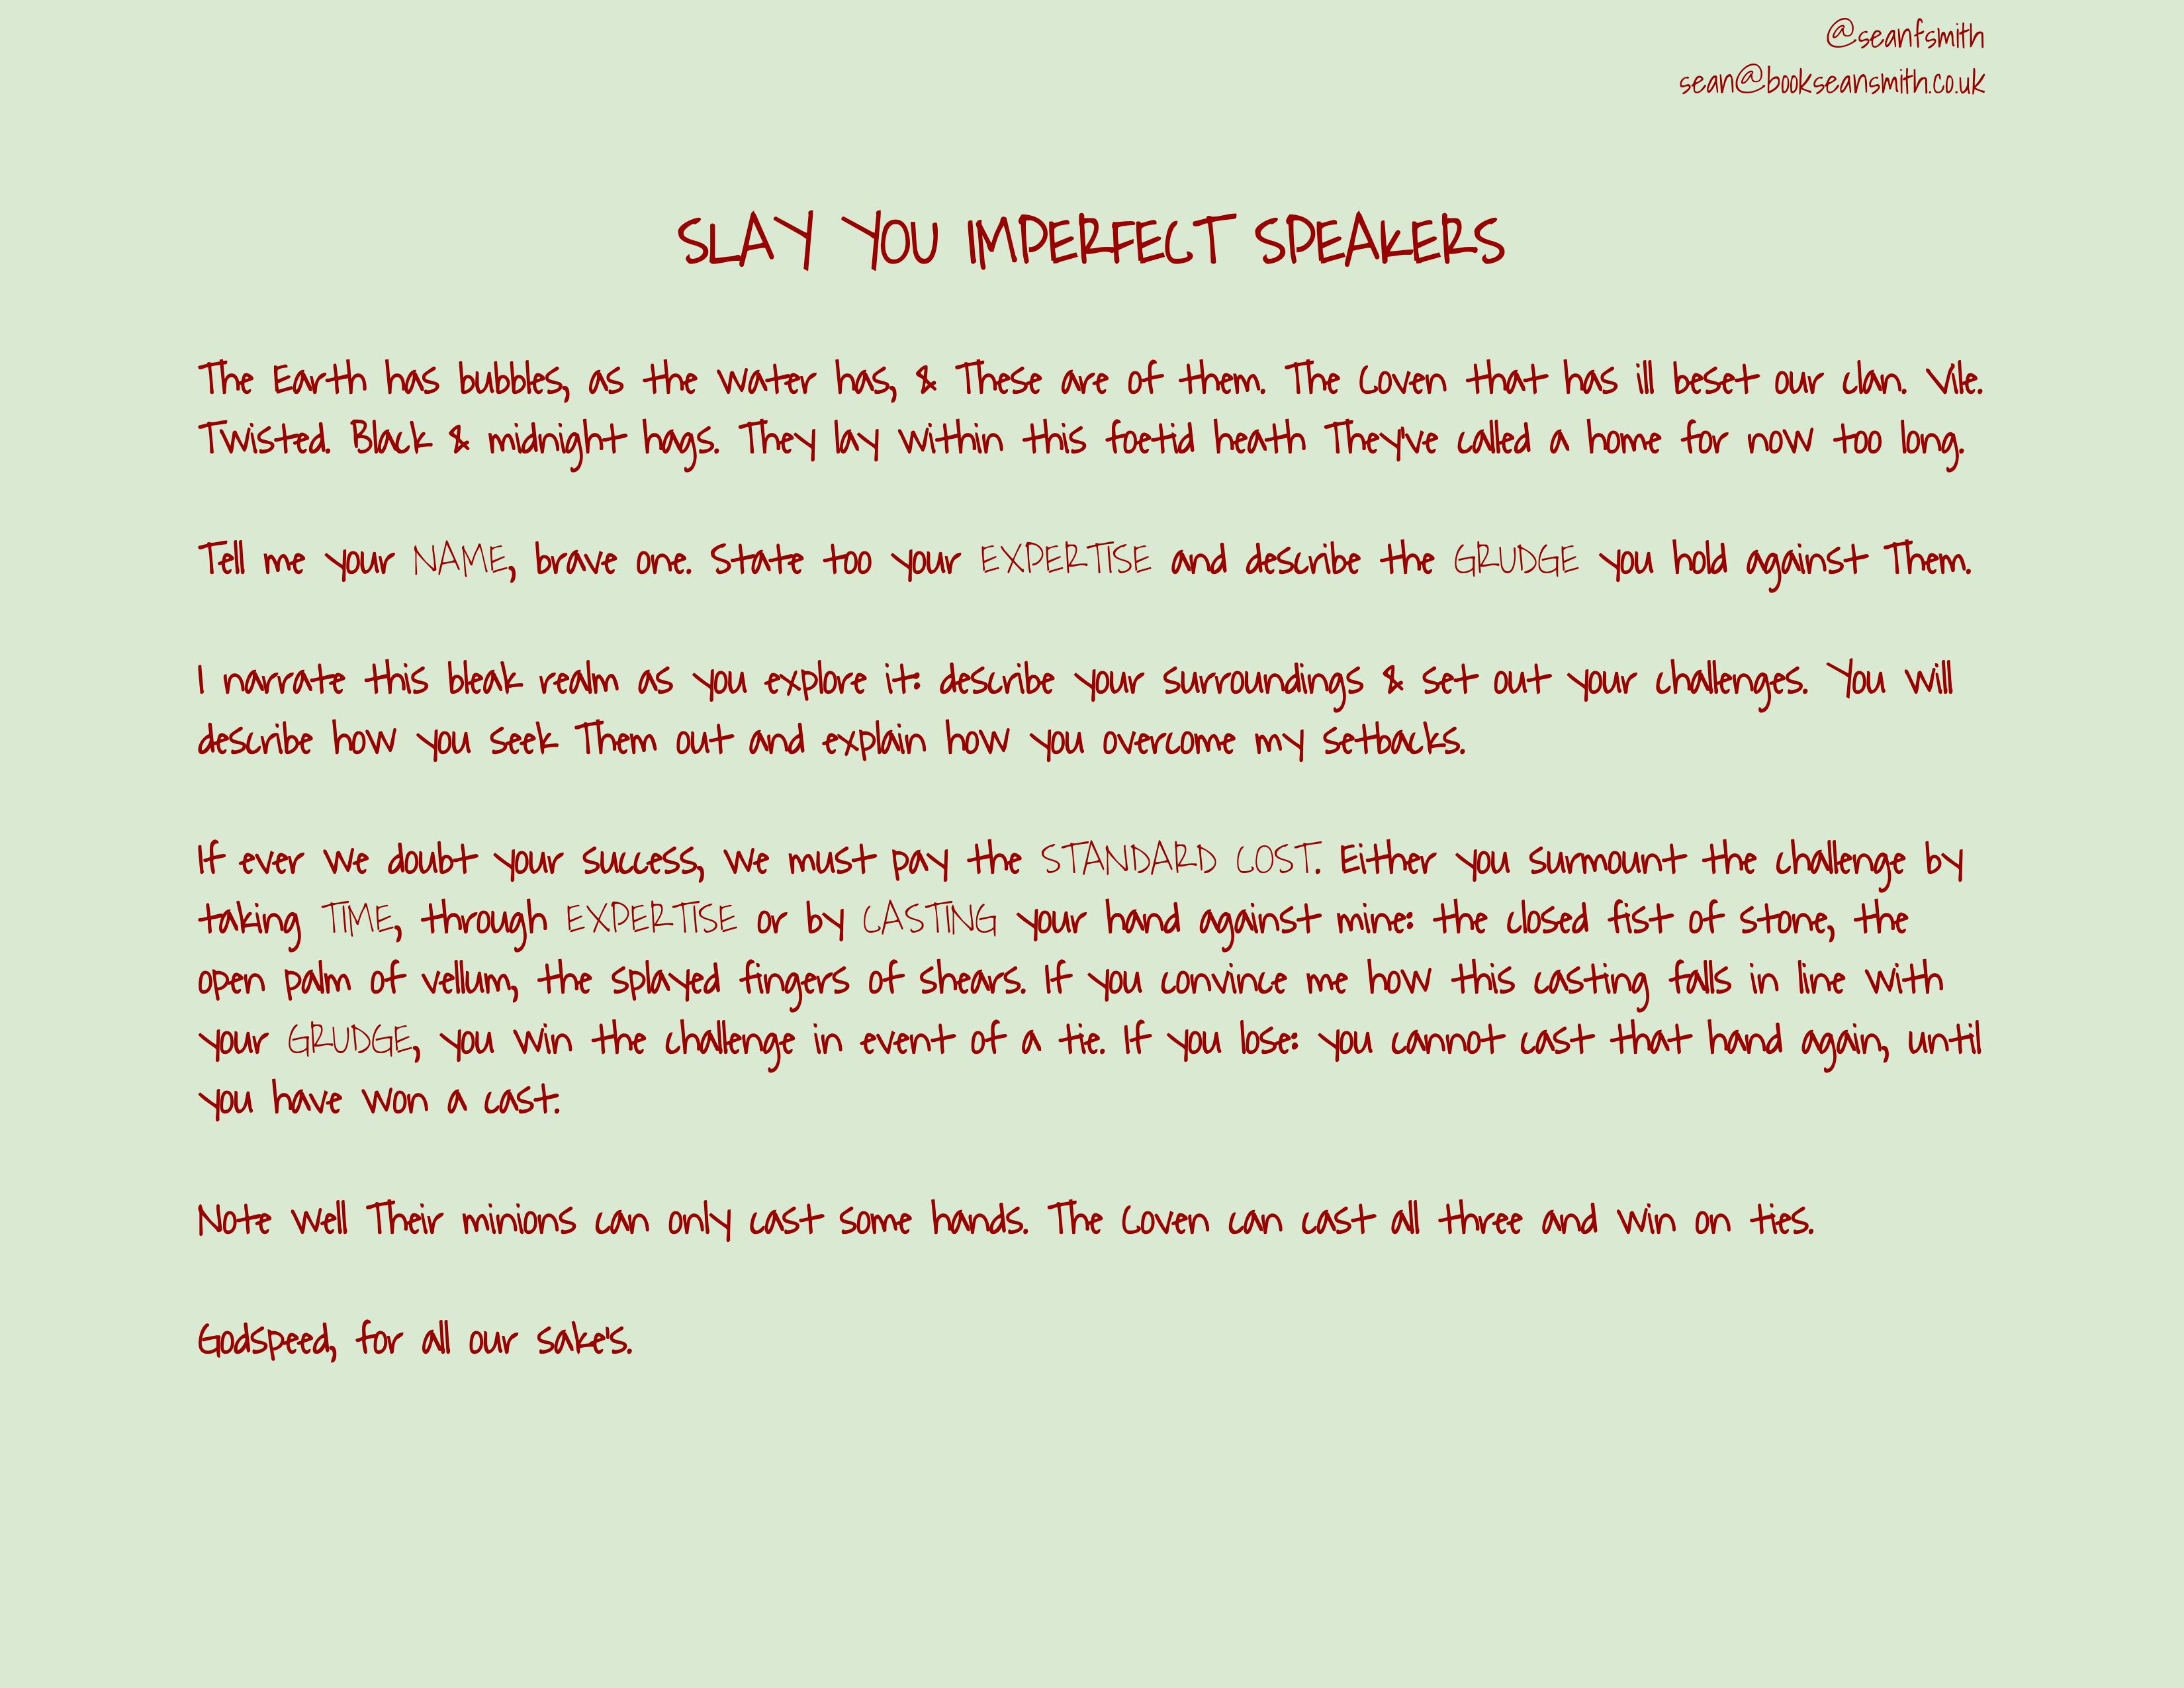 @seanfsmith
sean@bookseansmith.co.uk
SLAY YOU IMPERFECT SPEAKERS
The Earth has bubbles, as the water has, & These are of them. The Coven that has ill beset our clan. Vile.
Twisted. Black & midnight hags. They lay within this foetid heath They've called a home for now too long.
Tell me your NAME, brave one. State too your EXPERTISE and describe the GRUDGE you hold against Them.
I narrate this bleak realm as you explore it: describe your surroundings & set out your challenges. You will
describe how you seek Them out and explain how you overcome my setbacks.
If ever we doubt your success, we must pay the STANDARD COST. Either you surmount the challenge by
taking TIME, through EXPERTISE or by CASTING your hand against mine: the closed fist of stone, the
open palm of vellum, the splayed fingers of shears. If you convince me how this casting falls in line with
your GRUDGE, you win the challenge in event of a tie. If you lose: you cannot cast that hand again, until
you have won a cast.
Note well Their minions can only cast some hands. The Coven can cast all three and win on ties.
Godspeed, for all our sake's.